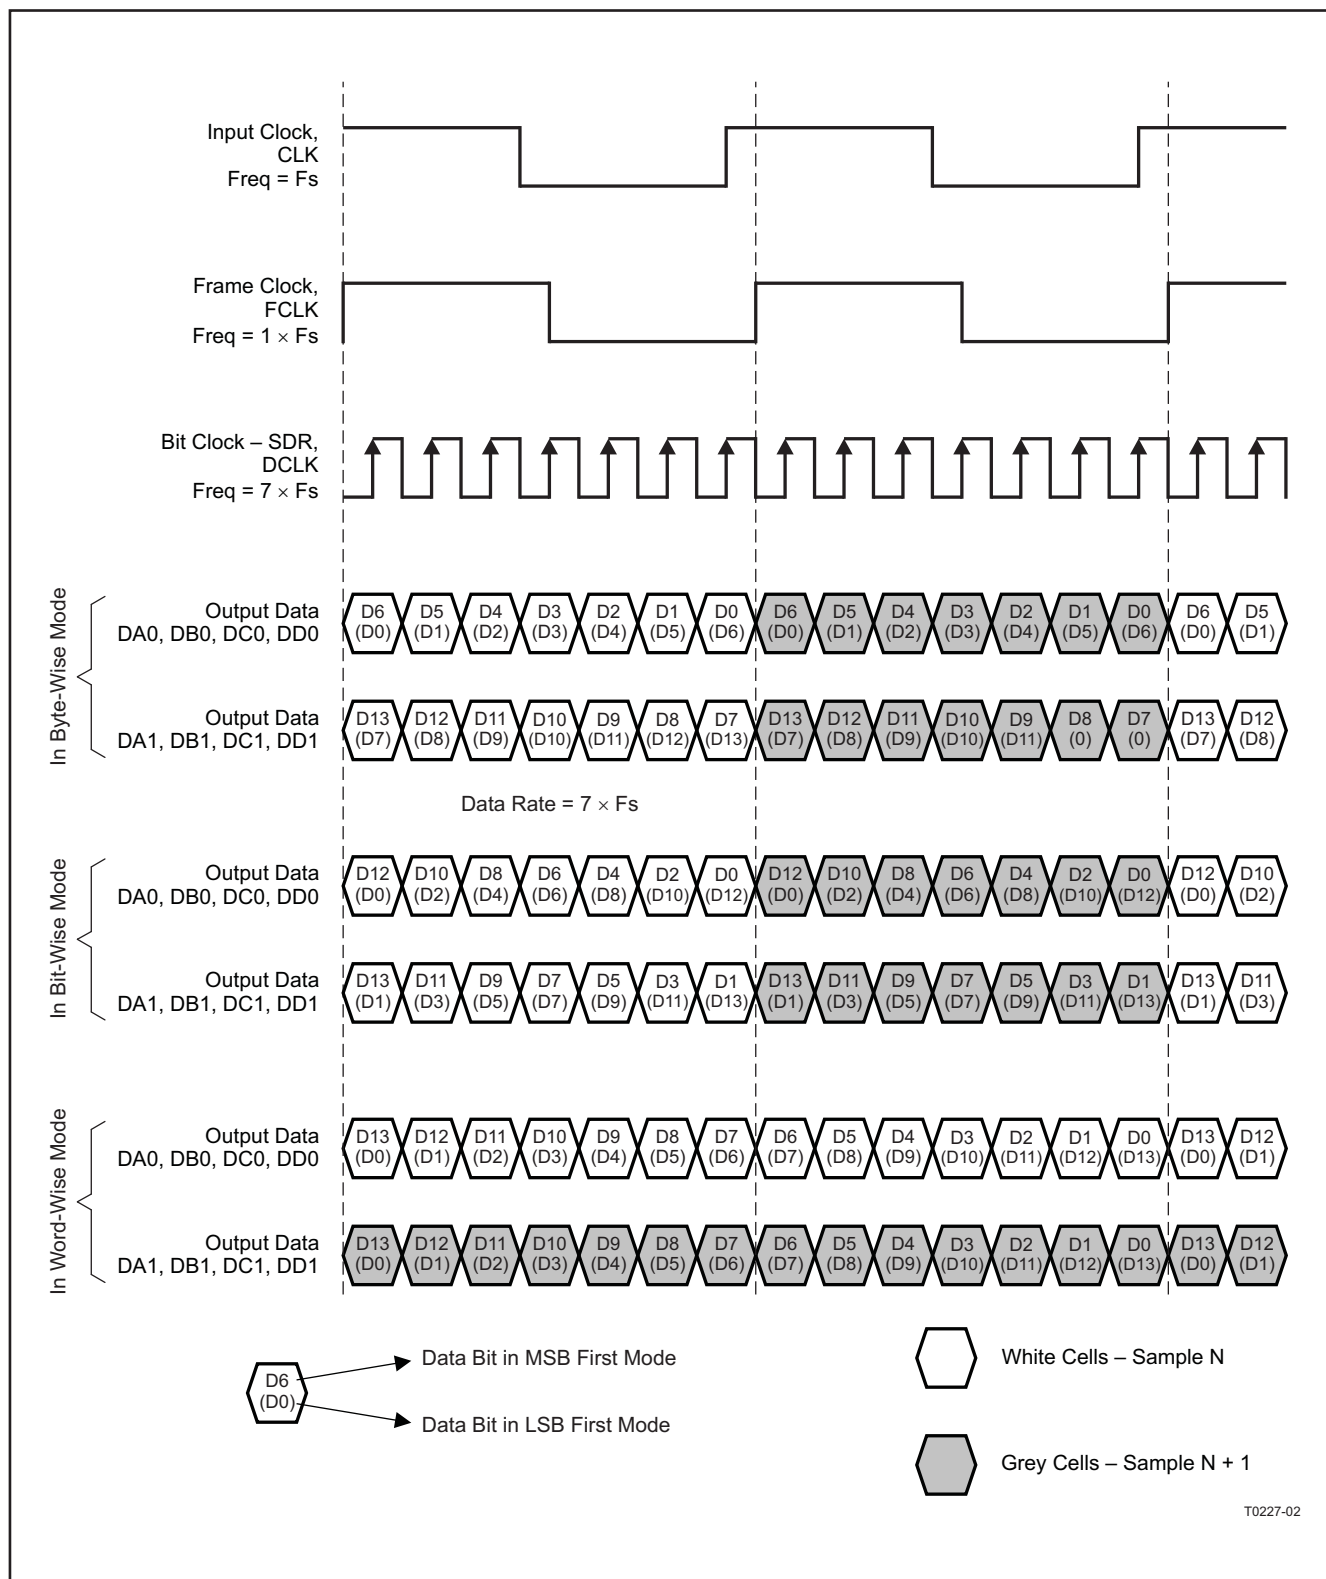 Input Clock,
CLK
Freq = Fs
Frame Clock,
FCLK
Freq = 1 × Fs
Bit Clock – SDR,
DCLK
Freq = 7 × Fs
In Byte-Wise Mode
Output Data
DA0, DB0, DC0, DD0
D6 D5 D4 D3 D2 D1 D0 D6 D5 D4 D3 D2 D1 D0 D6 D5
(D0) (D1) (D2) (D3) (D4) (D5) (D6) (D0) (D1) (D2) (D3) (D4) (D5) (D6) (D0) (D1)
Output Data
DA1, DB1, DC1, DD1
D13 D12 D11 D10 D9 D8 D7 D13 D12 D11 D10 D9 D8 D7 D13 D12
(D7) (D8) (D9) (D10) (D11) (D12) (D13) (D7) (D8) (D9) (D10) (D11) (0) (0) (D7) (D8)
Data Rate = 7 × Fs
In Bit-Wise Mode
Output Data
DA0, DB0, DC0, DD0
D12 D10 D8 D6 D4 D2 D0 D12 D10 D8 D6 D4 D2 D0 D12 D10
(D0) (D2) (D4) (D6) (D8) (D10) (D12) (D0) (D2) (D4) (D6) (D8) (D10) (D12) (D0) (D2)
Output Data
DA1, DB1, DC1, DD1
D13 D11 D9 D7 D5 D3 D1 D13 D11 D9 D7 D5 D3 D1 D13 D11
(D1) (D3) (D5) (D7) (D9) (D11) (D13) (D1) (D3) (D5) (D7) (D9) (D11) (D13) (D1) (D3)
In Word-Wise Mode
Output Data
DA0, DB0, DC0, DD0
D13 D12 D11 D10 D9 D8 D7 D6 D5 D4 D3 D2 D1 D0 D13 D12
(D0) (D1) (D2) (D3) (D4) (D5) (D6) (D7) (D8) (D9) (D10) (D11) (D12) (D13) (D0) (D1)
Output Data
DA1, DB1, DC1, DD1
D13 D12 D11 D10 D9 D8 D7 D6 D5 D4 D3 D2 D1 D0 D13 D12
(D0) (D1) (D2) (D3) (D4) (D5) (D6) (D7) (D8) (D9) (D10) (D11) (D12) (D13) (D0) (D1)
D6
(D0)
Data Bit in MSB First Mode
Data Bit in LSB First Mode
White Cells – Sample N
Grey Cells – Sample N + 1
T0227-02